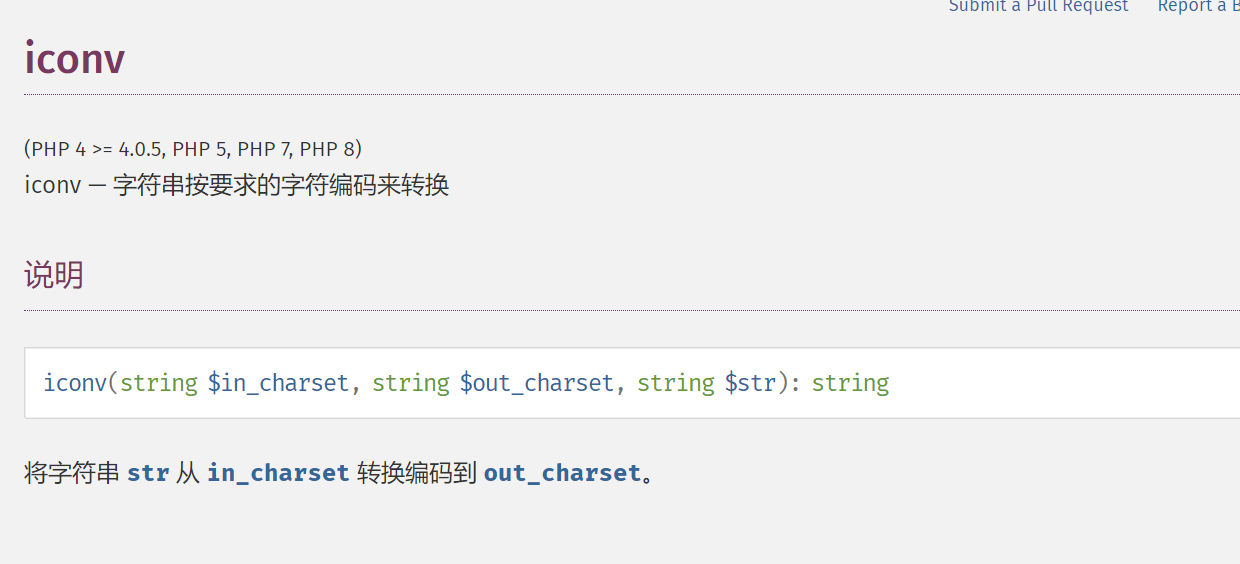 Submit a Pull Request Report a B
iconv
(PHP 4 >= 4.0.5, PHP 5, PHP 7, PHP 8)
iconv — 字符串按要求的字符编码来转换
说明
iconv(string $in_charset, string $out_charset, string $str): string
将字符串 str 从 in_charset 转换编码到 out_charset。